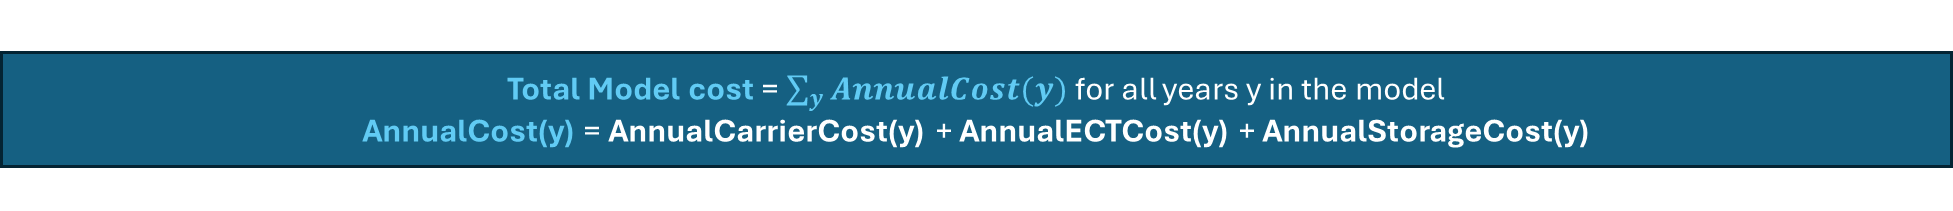 Total Model cost = ∑y AnnualCost(y) for all years y in the model
AnnualCost(y) = AnnualCarrierCost(y) + AnnualECTCost(y) + AnnualStorageCost(y)